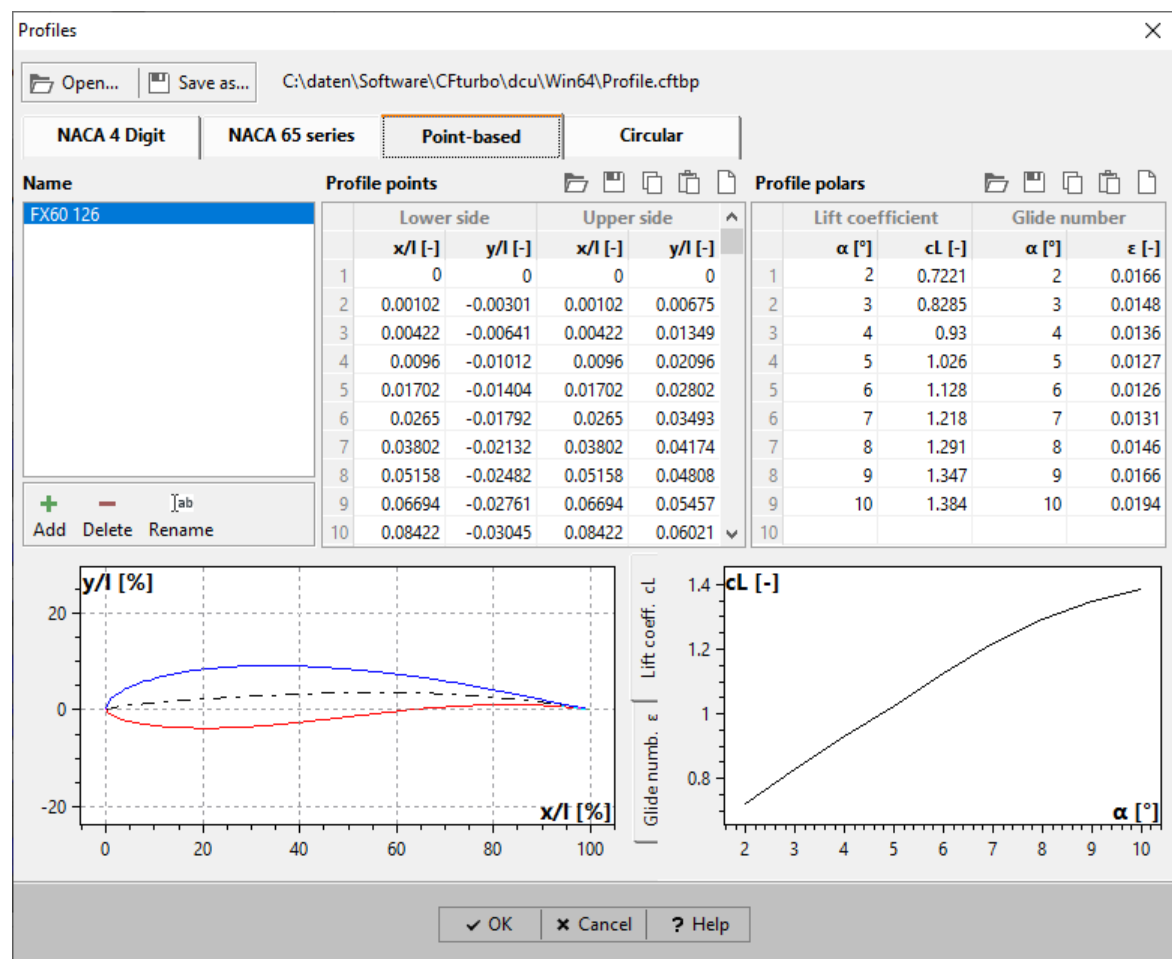 Profiles
Open... Save as... C:\daten\Software\CFturbo\dcu\Win64\Profile.cftbp
NACA 4 Digit NACA 65 series Point-based Circular
Name
FX60 126
Add Delete Rename
Profile points
Lower side Upper side
x/l [-] y/l [-] x/l [-] y/l [-]
1 0 0 0 0
2 0.00102 -0.00301 0.00102 0.00675
3 0.00422 -0.00641 0.00422 0.01349
4 0.0096 -0.01012 0.0096 0.02096
5 0.01702 -0.01404 0.01702 0.02802
6 0.0265 -0.01792 0.0265 0.03493
7 0.03802 -0.02132 0.03802 0.04174
8 0.05158 -0.02482 0.05158 0.04808
9 0.06694 -0.02761 0.06694 0.05457
10 0.08422 -0.03045 0.08422 0.06021
Profile polars
Lift coefficient Glide number
α [°] cL [-] α [°] ε [-]
1 2 0.7221 2 0.0166
2 3 0.8285 3 0.0148
3 4 0.93 4 0.0136
4 5 1.026 5 0.0127
5 6 1.128 6 0.0126
6 7 1.218 7 0.0131
7 8 1.291 8 0.0146
8 9 1.347 9 0.0166
9 10 1.384 10 0.0194
10
y/l [%]
20
0
-20
x/l [%]
0 20 40 60 80 100
Lift coeff. cL
Glide numb. ε
cL [-]
1.4
1.2
1
0.8
α [°]
2 3 4 5 6 7 8 9 10
OK Cancel ? Help